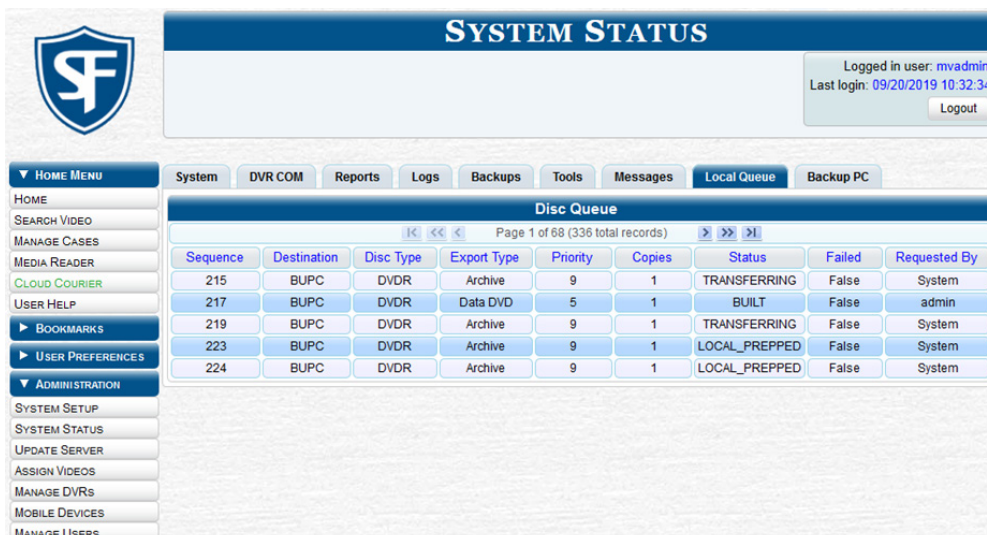 SYSTEM STATUS
SF
Logged in user: mvadmin
Last login: 09/20/2019 10:32:34
Logout
▼ HOME MENU
HOME
SEARCH VIDEO
MANAGE CASES
MEDIA READER
CLOUD COURIER
USER HELP
► BOOKMARKS
► USER PREFERENCES
▼ ADMINISTRATION
SYSTEM SETUP
SYSTEM STATUS
UPDATE SERVER
ASSIGN VIDEOS
MANAGE DVRS
MOBILE DEVICES
MANAGE USERS
System DVR COM Reports Logs Backups Tools Messages Local Queue Backup PC
Disc Queue
Page 1 of 68 (336 total records)
Sequence Destination Disc Type Export Type Priority Copies Status Failed Requested By
215 BUPC DVDR Archive 9 1 TRANSFERRING False System
217 BUPC DVDR Data DVD 5 1 BUILT False admin
219 BUPC DVDR Archive 9 1 TRANSFERRING False System
223 BUPC DVDR Archive 9 1 LOCAL_PREPPED False System
224 BUPC DVDR Archive 9 1 LOCAL_PREPPED False System